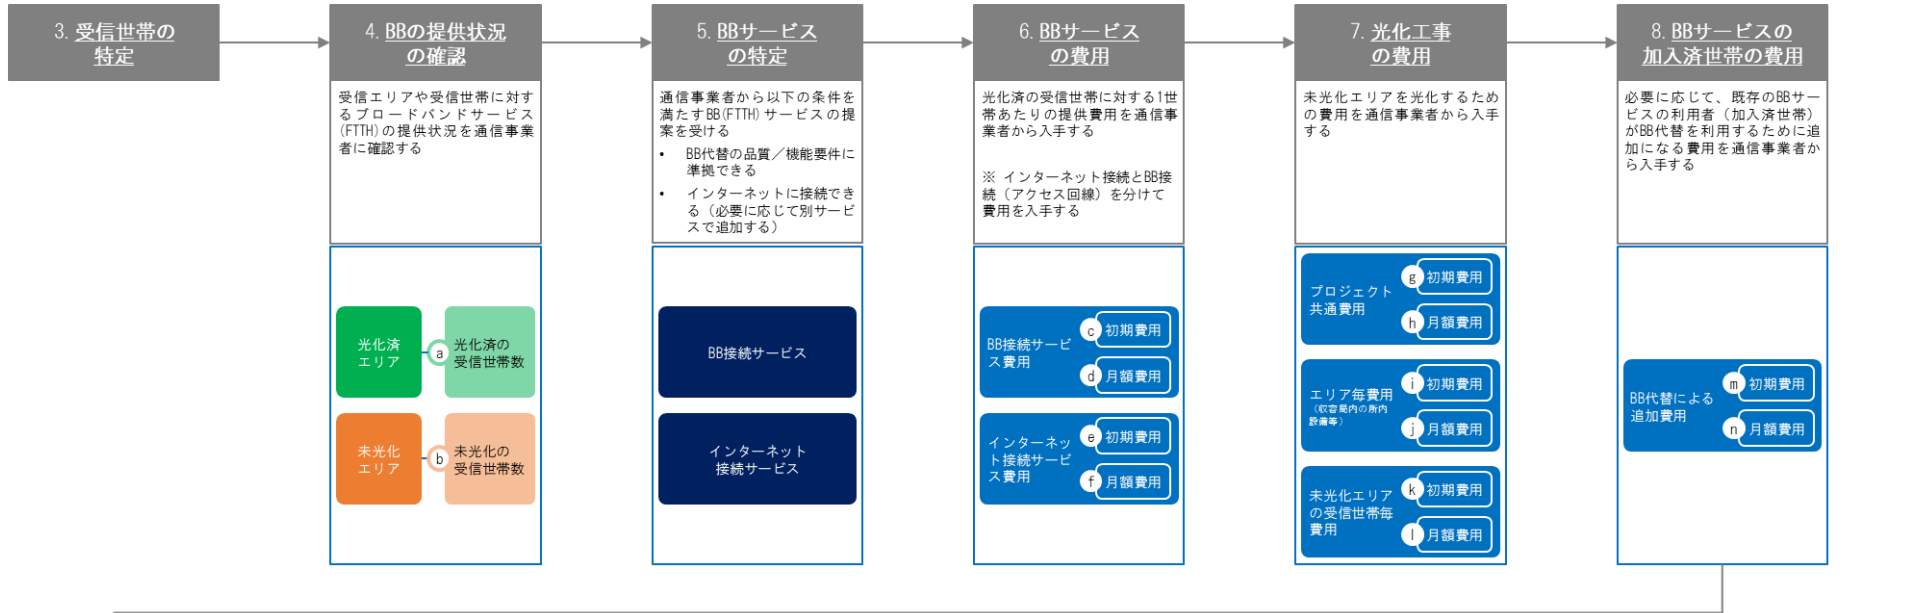 3. 受信世帯の
特定
4. BBの提供状況
の確認
受信エリアや受信世帯に対す
るブロードバンドサービス
(FTTH)の提供状況を通信事業
者に確認する
光化済
エリア
a
光化済の
受信世帯数
未光化
エリア
b
未光化の
受信世帯数
5. BBサービス
の特定
通信事業者から以下の条件を
満たすBB(FTTH)サービスの提
案を受ける
• BB代替の品質／機能要件に
準拠できる
• インターネットに接続でき
る（必要に応じて別サービ
スで追加する）
BB接続サービス
インターネット
接続サービス
6. BBサービス
の費用
光化済の受信世帯に対する1世
帯あたりの提供費用を通信事
業者から入手する
※ インターネット接続とBB接
続（アクセス回線）を分けて
費用を入手する
BB接続サービ
ス費用
c 初期費用
d 月額費用
インターネッ
ト接続サービ
ス費用
e 初期費用
f 月額費用
7. 光化工事
の費用
未光化エリアを光化するため
の費用を通信事業者から入手
する
プロジェクト
共通費用
g 初期費用
h 月額費用
エリア毎費用
（収容局内の所内
設備等）
i 初期費用
j 月額費用
未光化エリア
の受信世帯毎
費用
k 初期費用
l 月額費用
8. BBサービスの
加入済世帯の費用
必要に応じて、既存のBBサー
ビスの利用者（加入済世帯）
がBB代替を利用するために追
加になる費用を通信事業者か
ら入手する
BB代替による
追加費用
m 初期費用
n 月額費用